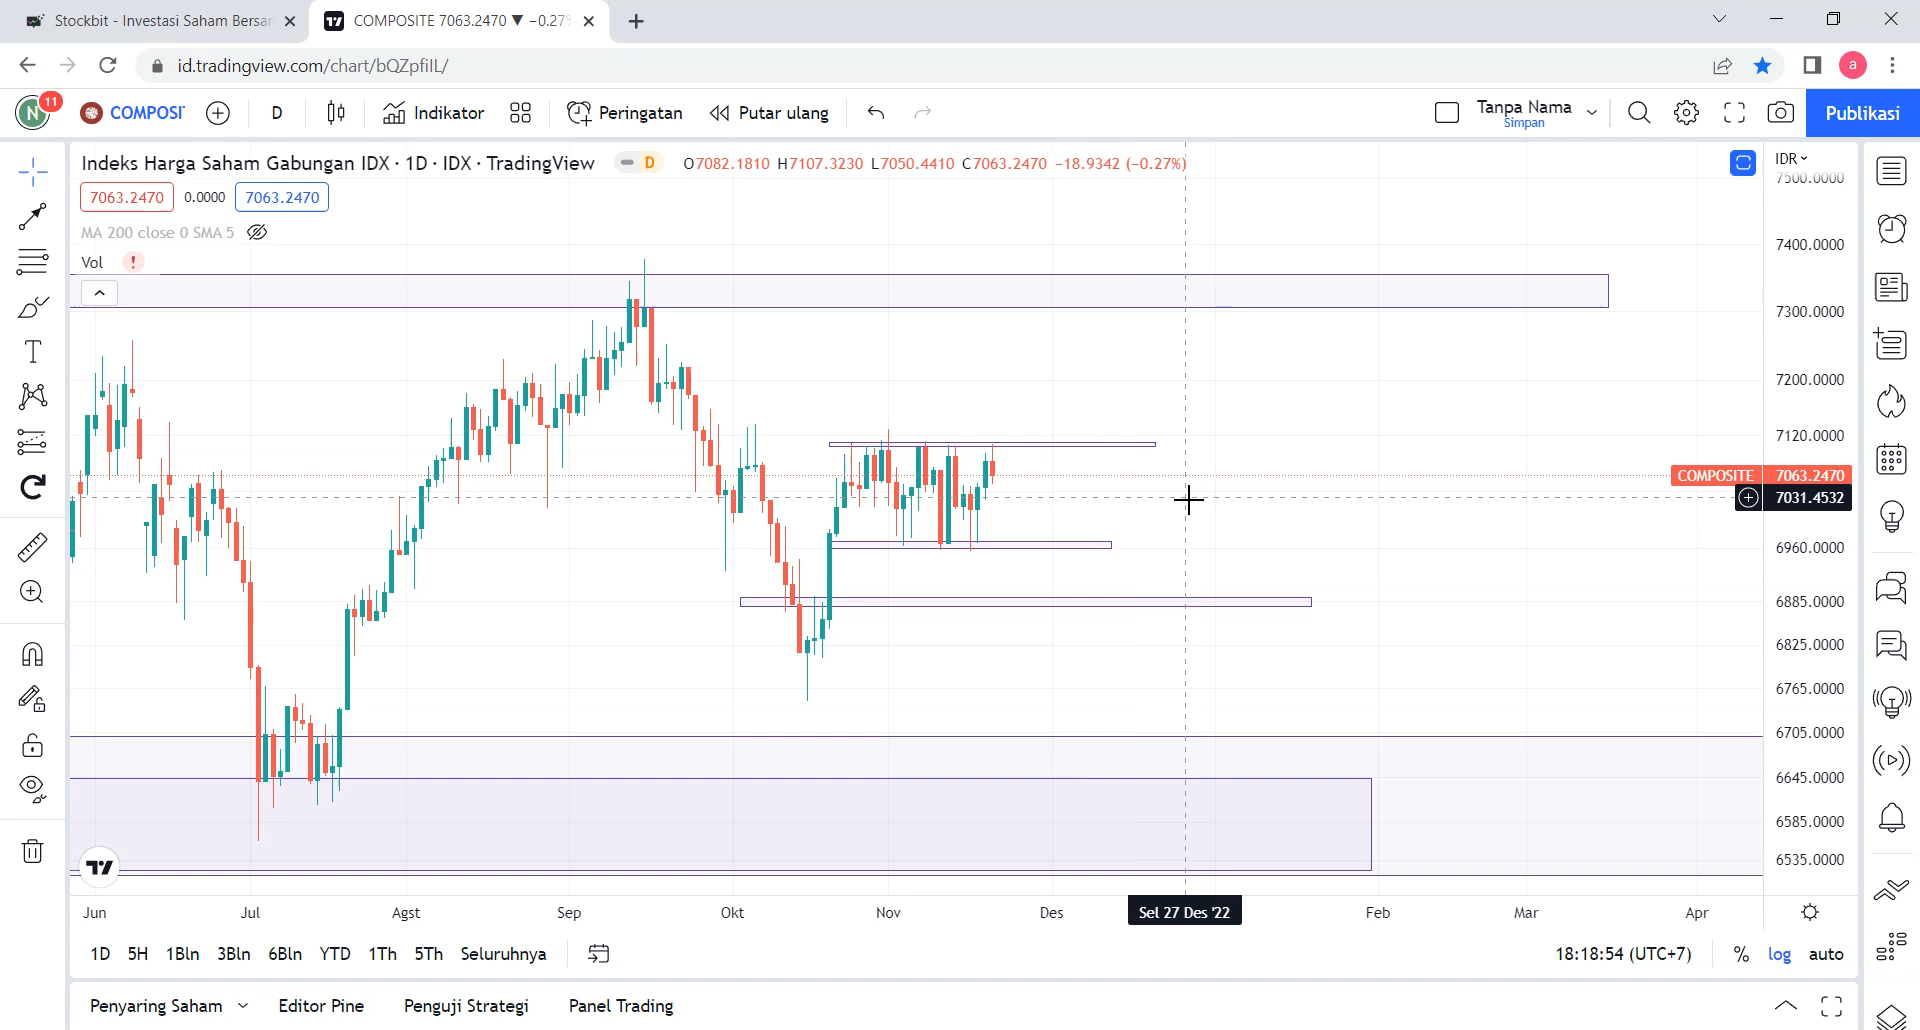 Stockbit - Investasi Saham Bersar
COMPOSITE 7063.2470 ▼ −0.27%
id.tradingview.com/chart/bQZpfiIL/
a
N
11
COMPOSIT
D
Indikator
Peringatan
Putar ulang
Tanpa Nama
Simpan
Publikasi
Indeks Harga Saham Gabungan IDX · 1D · IDX · TradingView
D
O7082.1810 H7107.3230 L7050.4410 C7063.2470 −18.9342 (−0.27%)
IDR
7063.2470 0.0000 7063.2470
MA 200 close 0 SMA 5
Vol !
7500.0000
7400.0000
7300.0000
7200.0000
7120.0000
COMPOSITE 7063.2470
7031.4532
6960.0000
6885.0000
6825.0000
6765.0000
6705.0000
6645.0000
6585.0000
6535.0000
Jun Jul Agst Sep Okt Nov Des Sel 27 Des '22 Feb Mar Apr
1D 5H 1Bln 3Bln 6Bln YTD 1Th 5Th Seluruhnya
18:18:54 (UTC+7) % log auto
Penyaring Saham Editor Pine Penguji Strategi Panel Trading